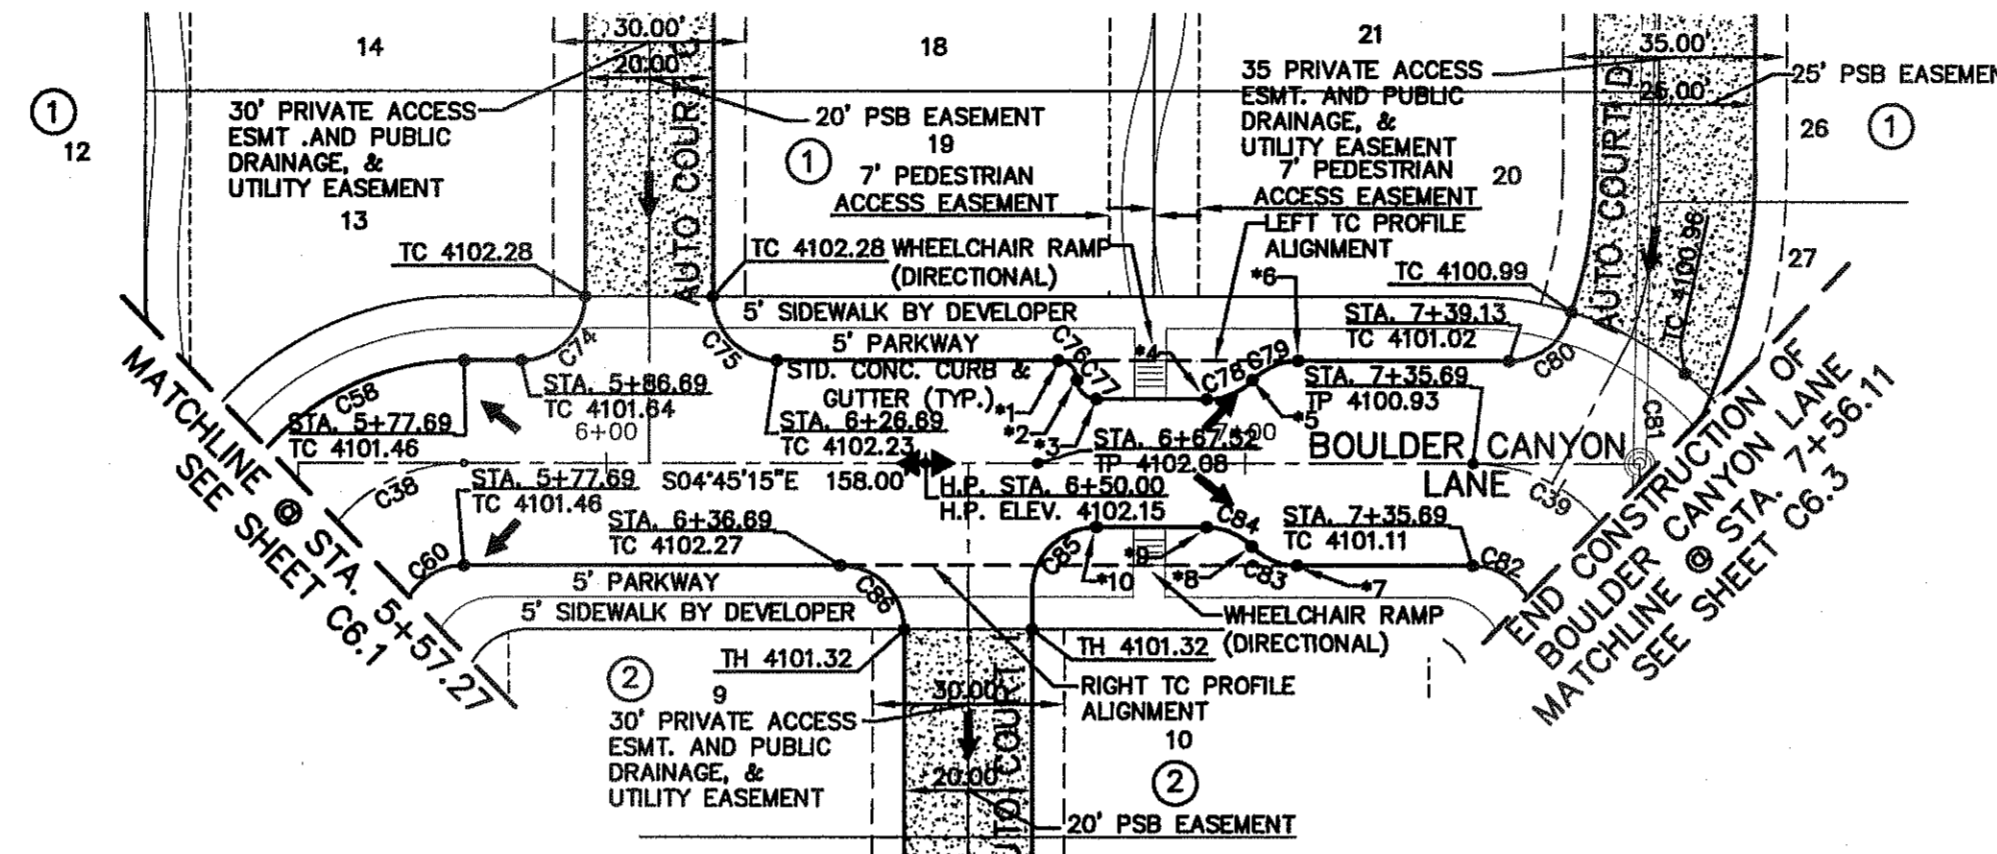 14
30.00'
20.00'
AUTO COURT C
18
21
35.00'
25.00'
25' PSB EASEMEN
AUTO COURT D
1
12
30' PRIVATE ACCESS
ESMT .AND PUBLIC
DRAINAGE, &
UTILITY EASEMENT
13
20' PSB EASEMENT
19
1
7' PEDESTRIAN
ACCESS EASEMENT
35 PRIVATE ACCESS
ESMT. AND PUBLIC
DRAINAGE, &
UTILITY EASEMENT
7' PEDESTRIAN
ACCESS EASEMENT
20
26
1
27
LEFT TC PROFILE
ALIGNMENT
TC 4102.28
TC 4102.28
WHEELCHAIR RAMP
(DIRECTIONAL)
*6
TC 4100.99
TC 4100.96
5' SIDEWALK BY DEVELOPER
STA. 7+39.13
TC 4101.02
C74
C75
5' PARKWAY
C76
C77
*4
C78
C79
C80
C58
STA. 5+86.69
TC 4101.64
STD. CONC. CURB &
GUTTER (TYP.)
*1
*2
*3
*5
STA. 7+35.69
TP 4100.93
STA. 5+77.69
TC 4101.46
6+00
STA. 6+26.69
TC 4102.23
STA. 6+67.52
TP 4102.08
7+00
BOULDER CANYON
LANE
C81
C38
STA. 5+77.69
TC 4101.46
S04°45'15"E 158.00'
H.P. STA. 6+50.00
H.P. ELEV. 4102.15
C39
STA. 6+36.69
TC 4102.27
C84
STA. 7+35.69
TC 4101.11
C60
C85
*9
*10
*8
C83
*7
C82
5' PARKWAY
C86
5' SIDEWALK BY DEVELOPER
WHEELCHAIR RAMP
(DIRECTIONAL)
TH 4101.32
TH 4101.32
MATCHLINE @ STA. 5+57.27
SEE SHEET C6.1
END CONSTRUCTION OF
BOULDER CANYON LANE
MATCHLINE @ STA. 7+56.11
SEE SHEET C6.3
2
9
30' PRIVATE ACCESS
ESMT. AND PUBLIC
DRAINAGE, &
UTILITY EASEMENT
30.00'
20.00'
COURT
RIGHT TC PROFILE
ALIGNMENT
10
2
20' PSB EASEMENT